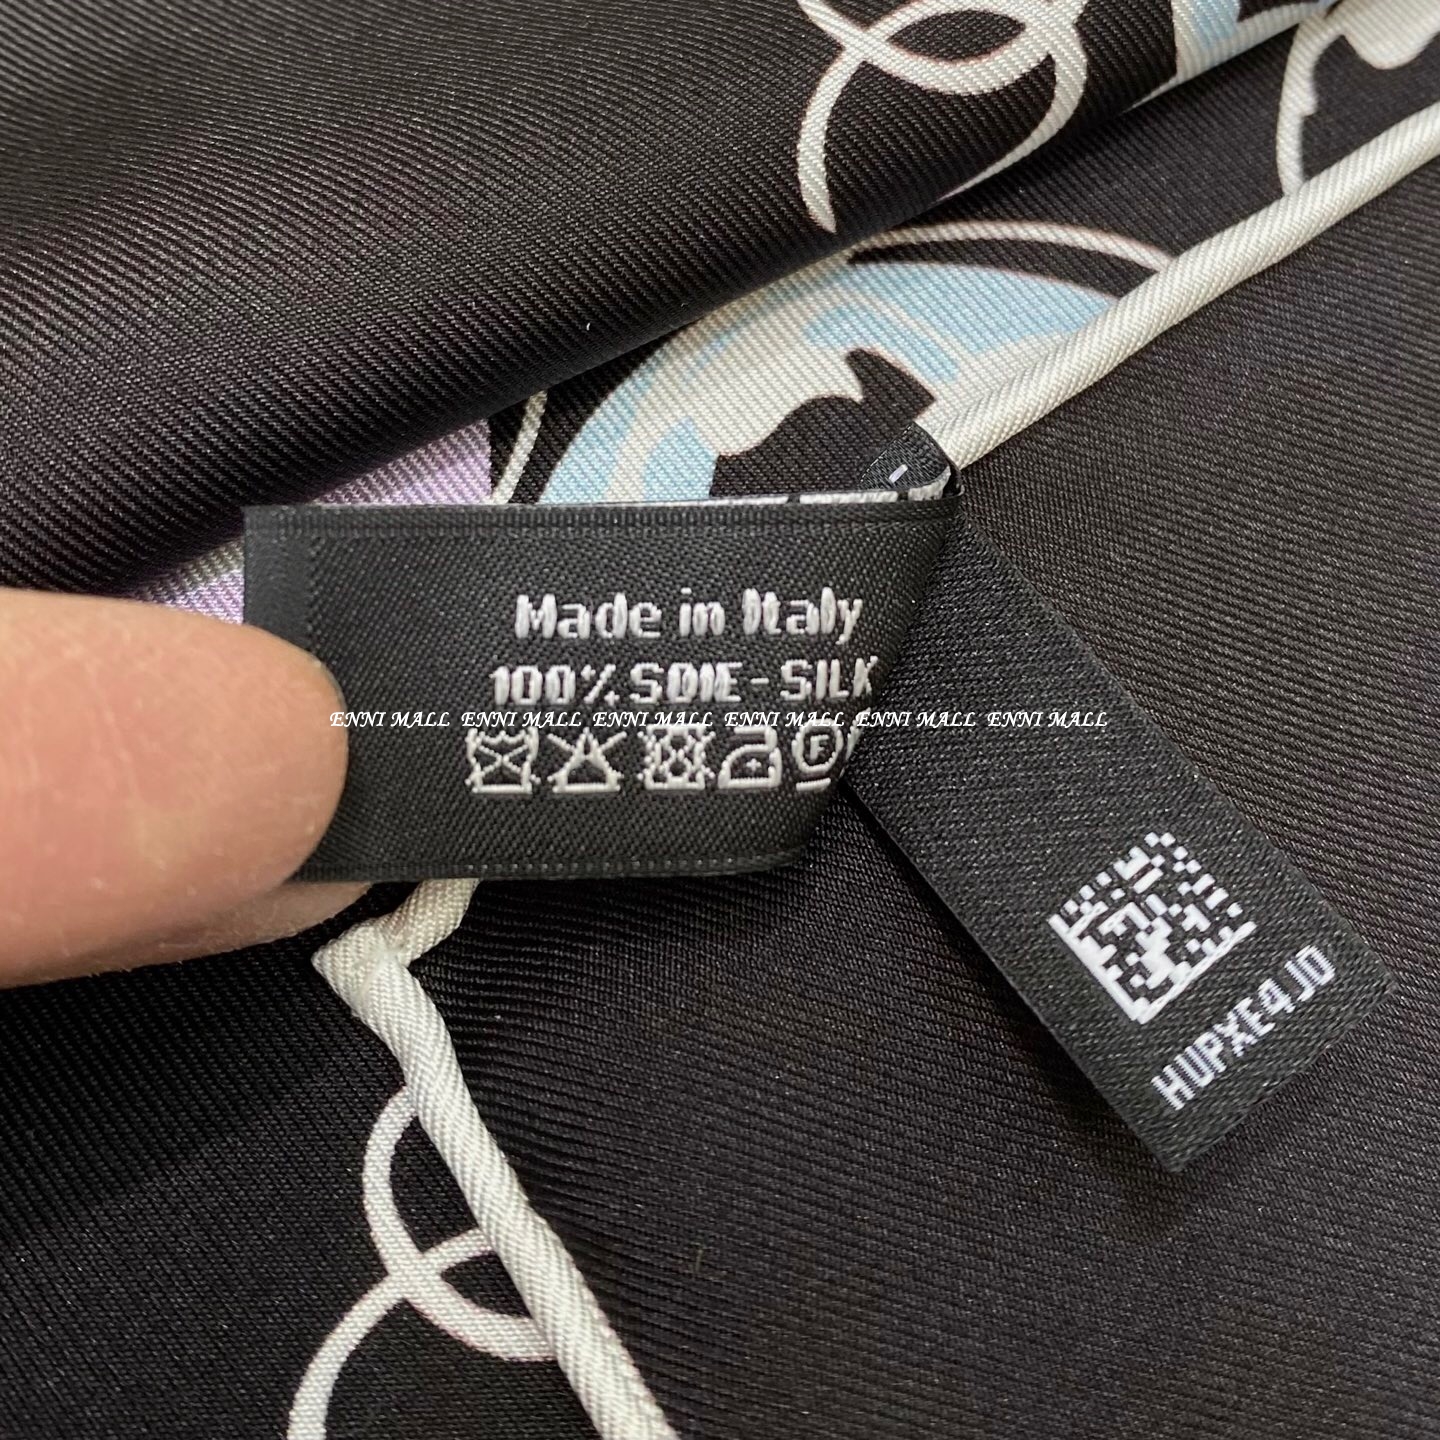 Made in Italy
100% SOIE - SILK
ENNI MALL ENNI MALL ENNI MALL ENNI MALL ENNI MALL ENNI MALL
F
HUPXE4JD